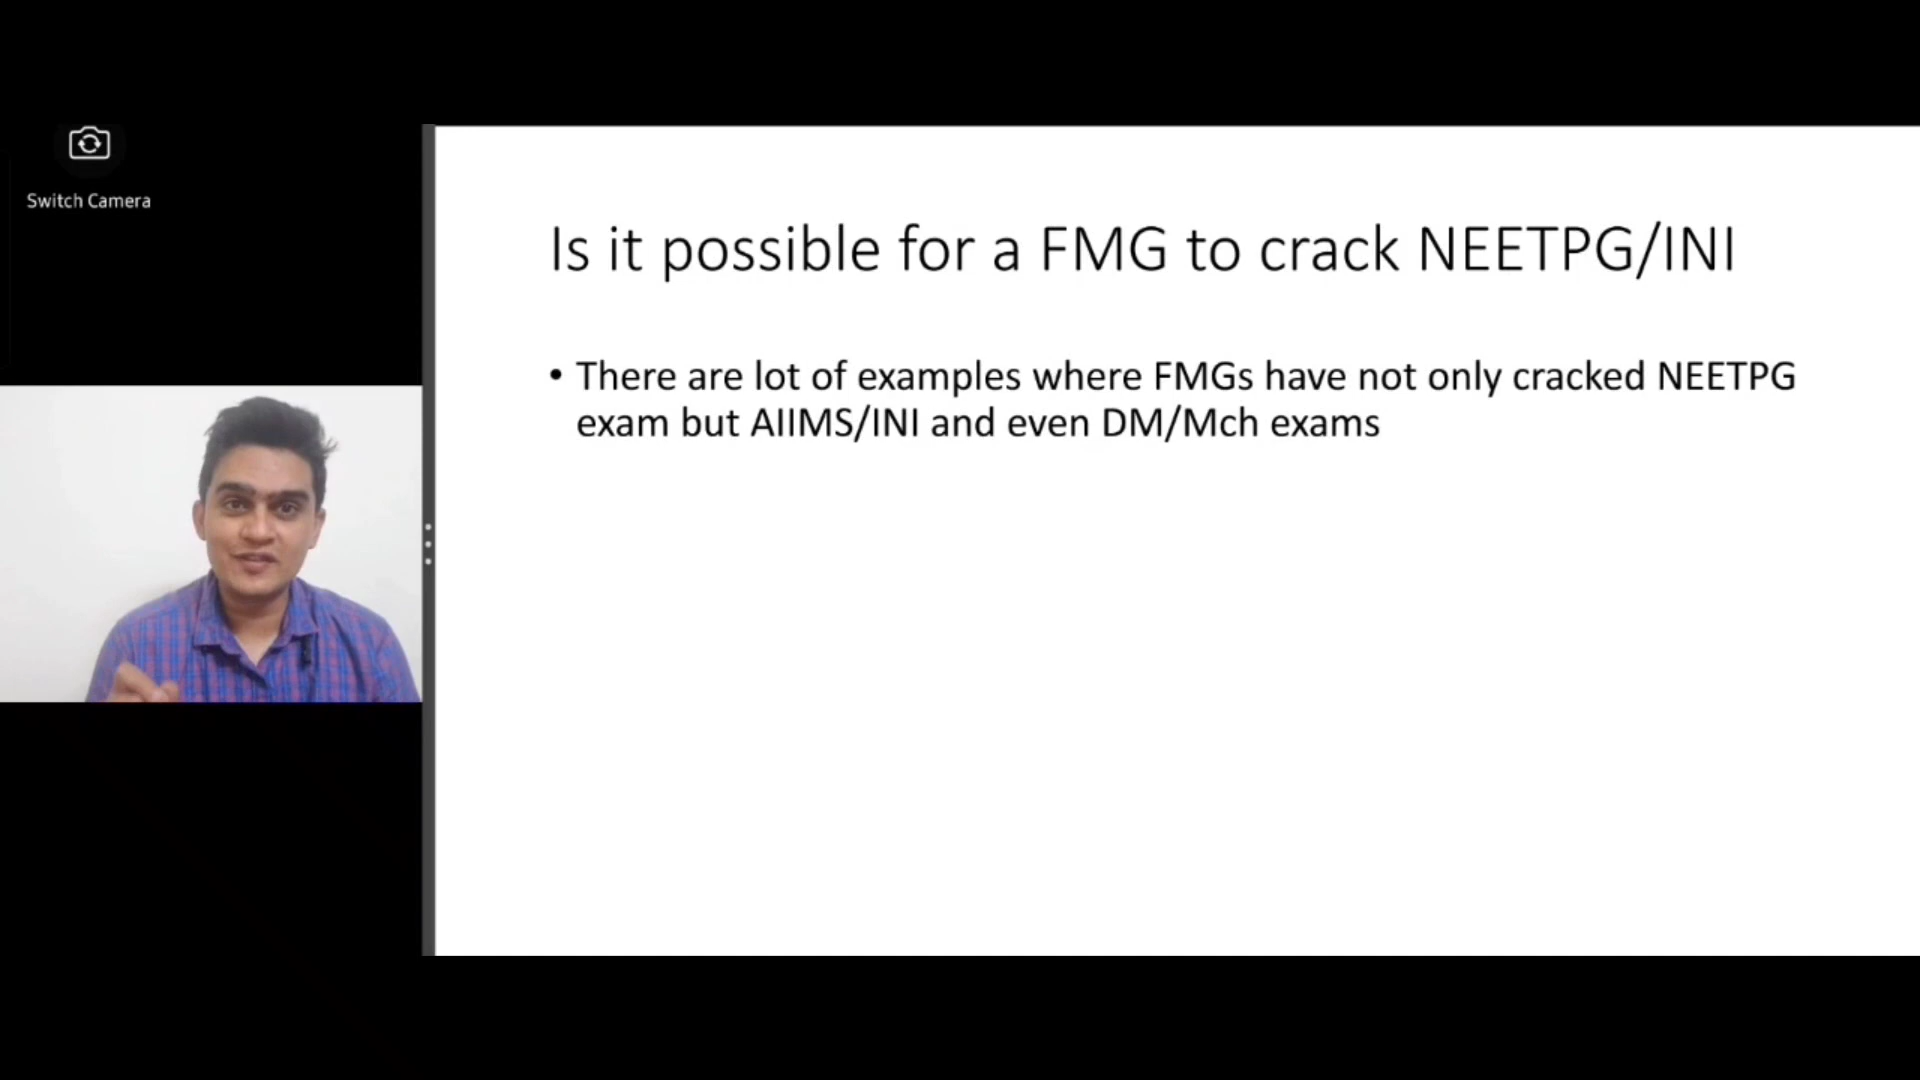 Switch Camera
Is it possible for a FMG to crack NEETPG/INI
• There are lot of examples where FMGs have not only cracked NEETPG
exam but AIIMS/INI and even DM/Mch exams